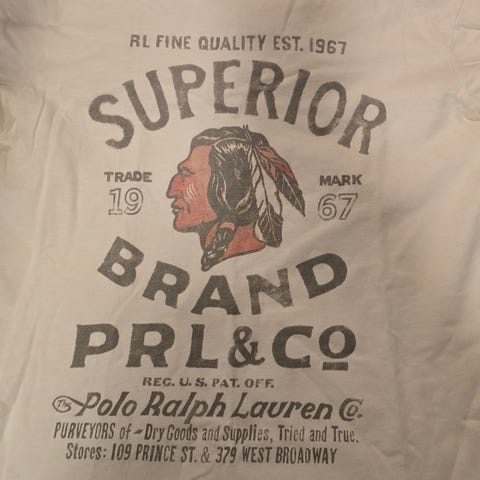 RL FINE QUALITY EST. 1967
SUPERIOR
TRADE MARK
19 67
BRAND
PRL&Co
REG. U.S. PAT. OFF.
The Polo Ralph Lauren Co.
PURVEYORS of Dry Goods and Supplies, Tried and True.
Stores: 109 PRINCE ST. & 379 WEST BROADWAY